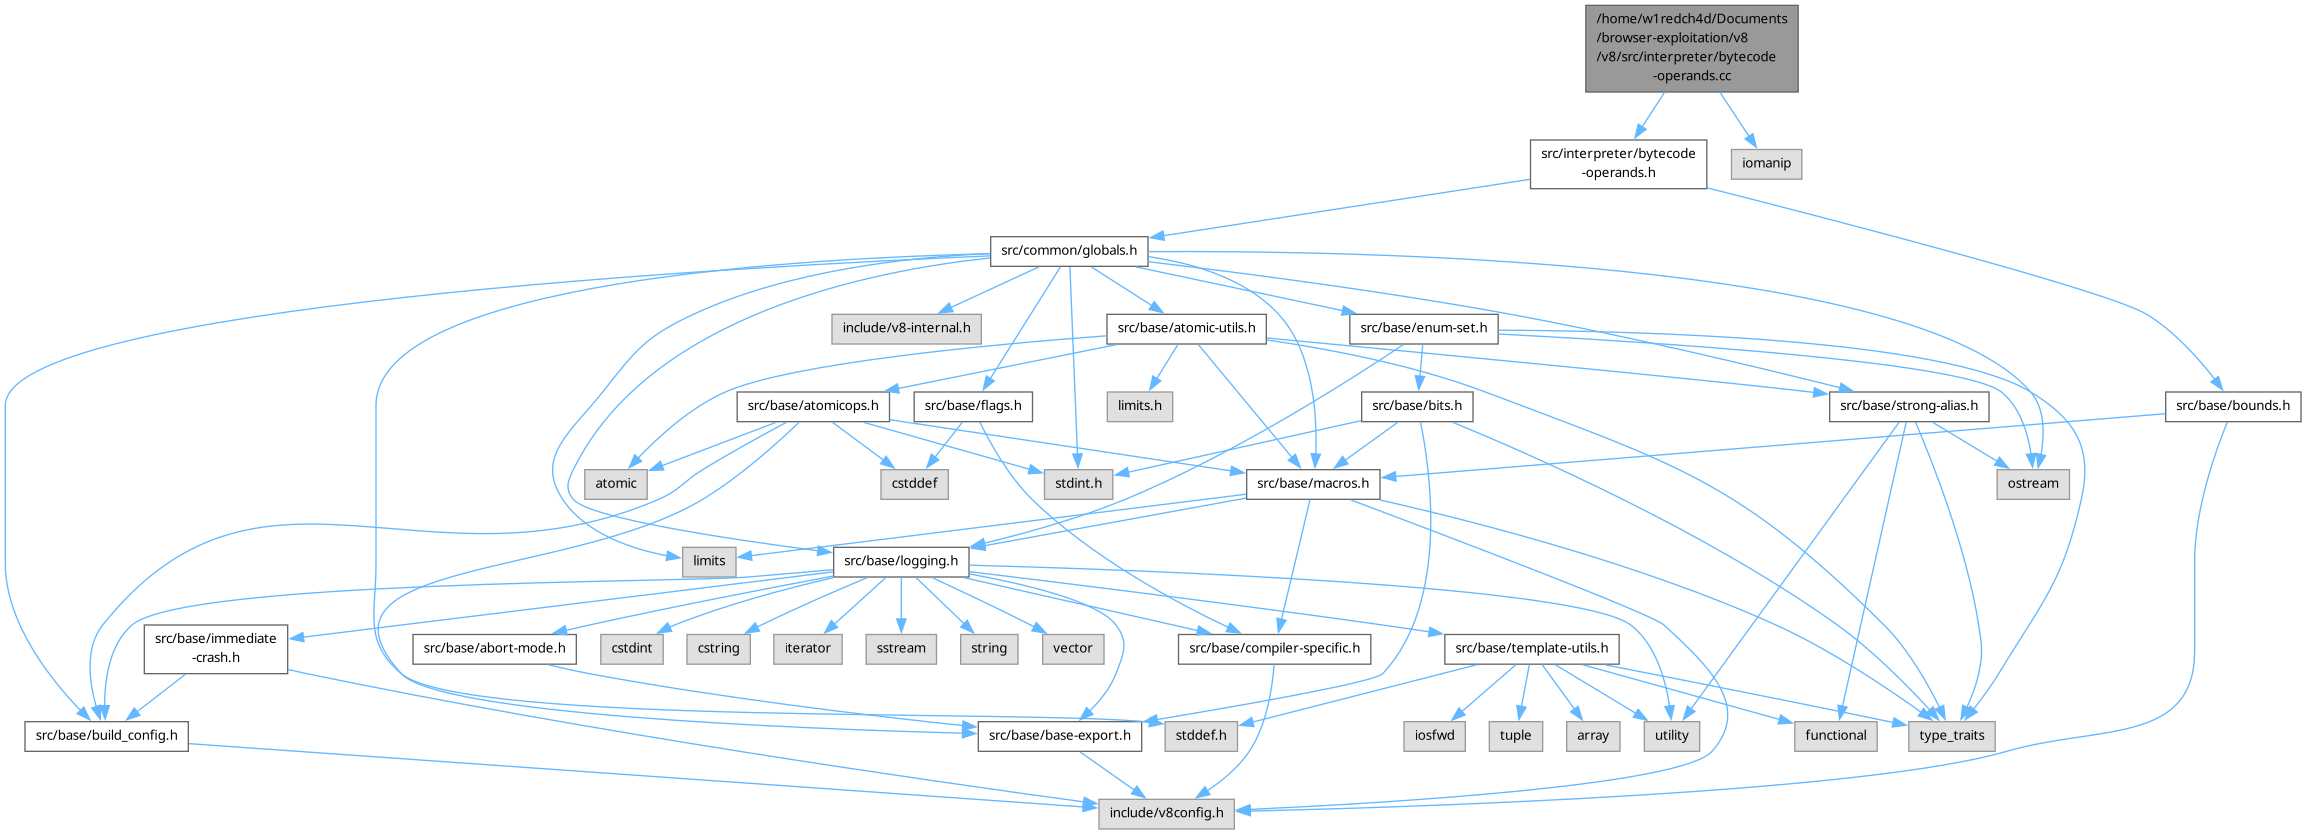 /home/w1redch4d/Documents
/browser-exploitation/v8
/v8/src/interpreter/bytecode
-operands.cc
src/interpreter/bytecode
-operands.h
iomanip
src/common/globals.h
include/v8-internal.h
src/base/atomic-utils.h
src/base/enum-set.h
src/base/atomicops.h
src/base/flags.h
limits.h
src/base/bits.h
src/base/strong-alias.h
src/base/bounds.h
atomic
cstddef
stdint.h
src/base/macros.h
ostream
limits
src/base/logging.h
src/base/immediate
-crash.h
src/base/abort-mode.h
cstdint
cstring
iterator
sstream
string
vector
src/base/compiler-specific.h
src/base/template-utils.h
src/base/build_config.h
src/base/base-export.h
stddef.h
iosfwd
tuple
array
utility
functional
type_traits
include/v8config.h